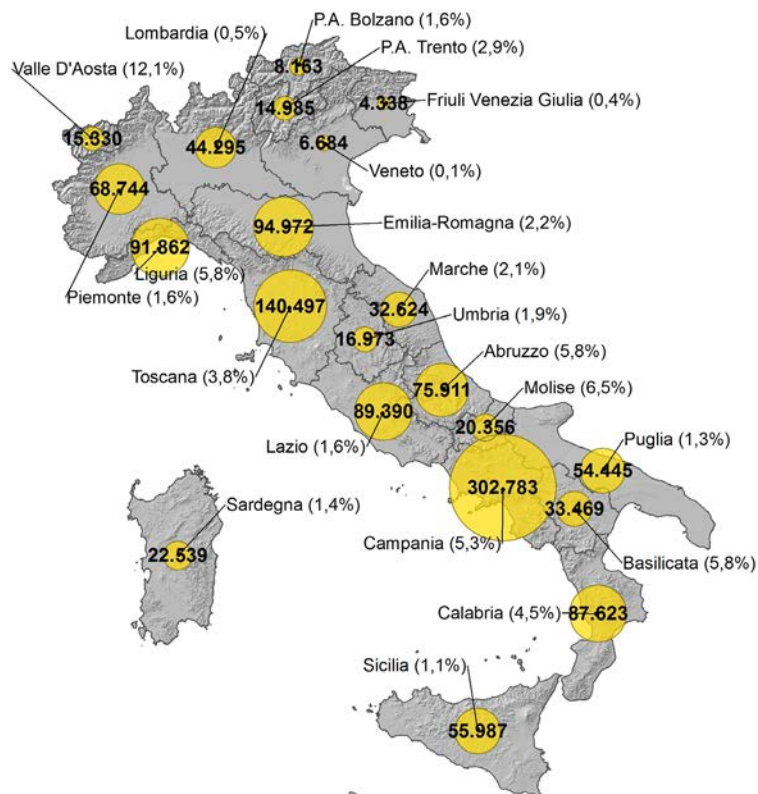 P.A. Bolzano (1,6%)
Lombardia (0,5%)
P.A. Trento (2,9%)
Valle D'Aosta (12,1%)
8.163
14.985
4.338
Friuli Venezia Giulia (0,4%)
15.330
44.295
6.684
Veneto (0,1%)
68.744
94.972
Emilia-Romagna (2,2%)
91.862
Liguria (5,8%)
Marche (2,1%)
Piemonte (1,6%)
140.497
32.624
Umbria (1,9%)
16.973
Abruzzo (5,8%)
Toscana (3,8%)
75.911
Molise (6,5%)
89.390
20.356
Puglia (1,3%)
Lazio (1,6%)
54.445
302.783
Sardegna (1,4%)
33.469
Campania (5,3%)
22.539
Basilicata (5,8%)
Calabria (4,5%)
87.623
Sicilia (1,1%)
55.987